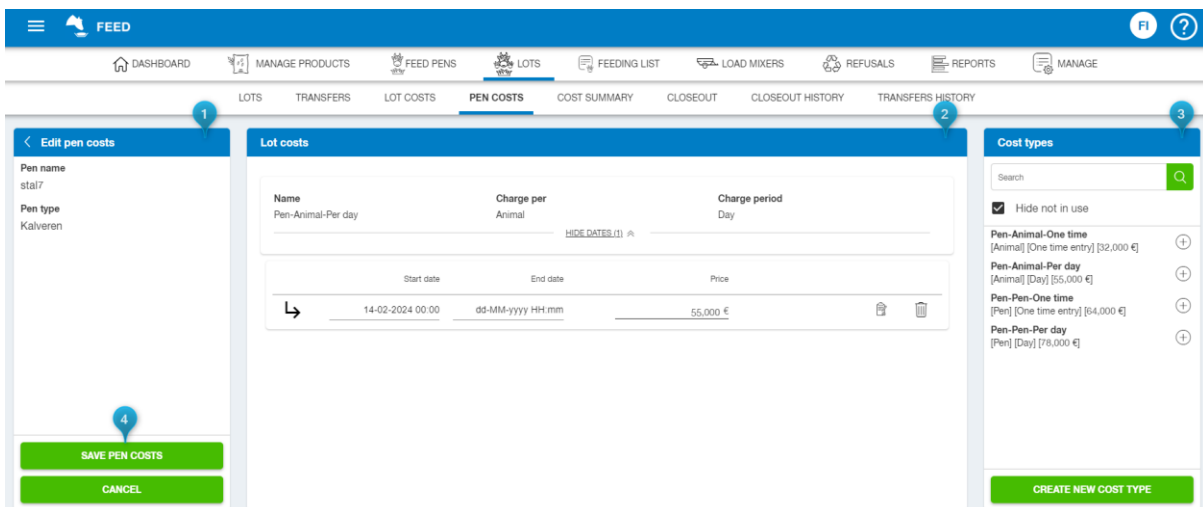 FEED
FI
?
DASHBOARD
MANAGE PRODUCTS
FEED PENS
LOTS
FEEDING LIST
LOAD MIXERS
REFUSALS
REPORTS
MANAGE
LOTS
TRANSFERS
LOT COSTS
PEN COSTS
COST SUMMARY
CLOSEOUT
CLOSEOUT HISTORY
TRANSFERS HISTORY
1
Edit pen costs
Pen name
stal7
Pen type
Kalveren
4
SAVE PEN COSTS
CANCEL
2
Lot costs
Name
Pen-Animal-Per day
Charge per
Animal
Charge period
Day
HIDE DATES (1)
Start date
End date
Price
14-02-2024 00:00
dd-MM-yyyy HH:mm
55,000 €
3
Cost types
Search
Hide not in use
Pen-Animal-One time
[Animal] [One time entry] [32,000 €]
Pen-Animal-Per day
[Animal] [Day] [55,000 €]
Pen-Pen-One time
[Pen] [One time entry] [64,000 €]
Pen-Pen-Per day
[Pen] [Day] [78,000 €]
CREATE NEW COST TYPE